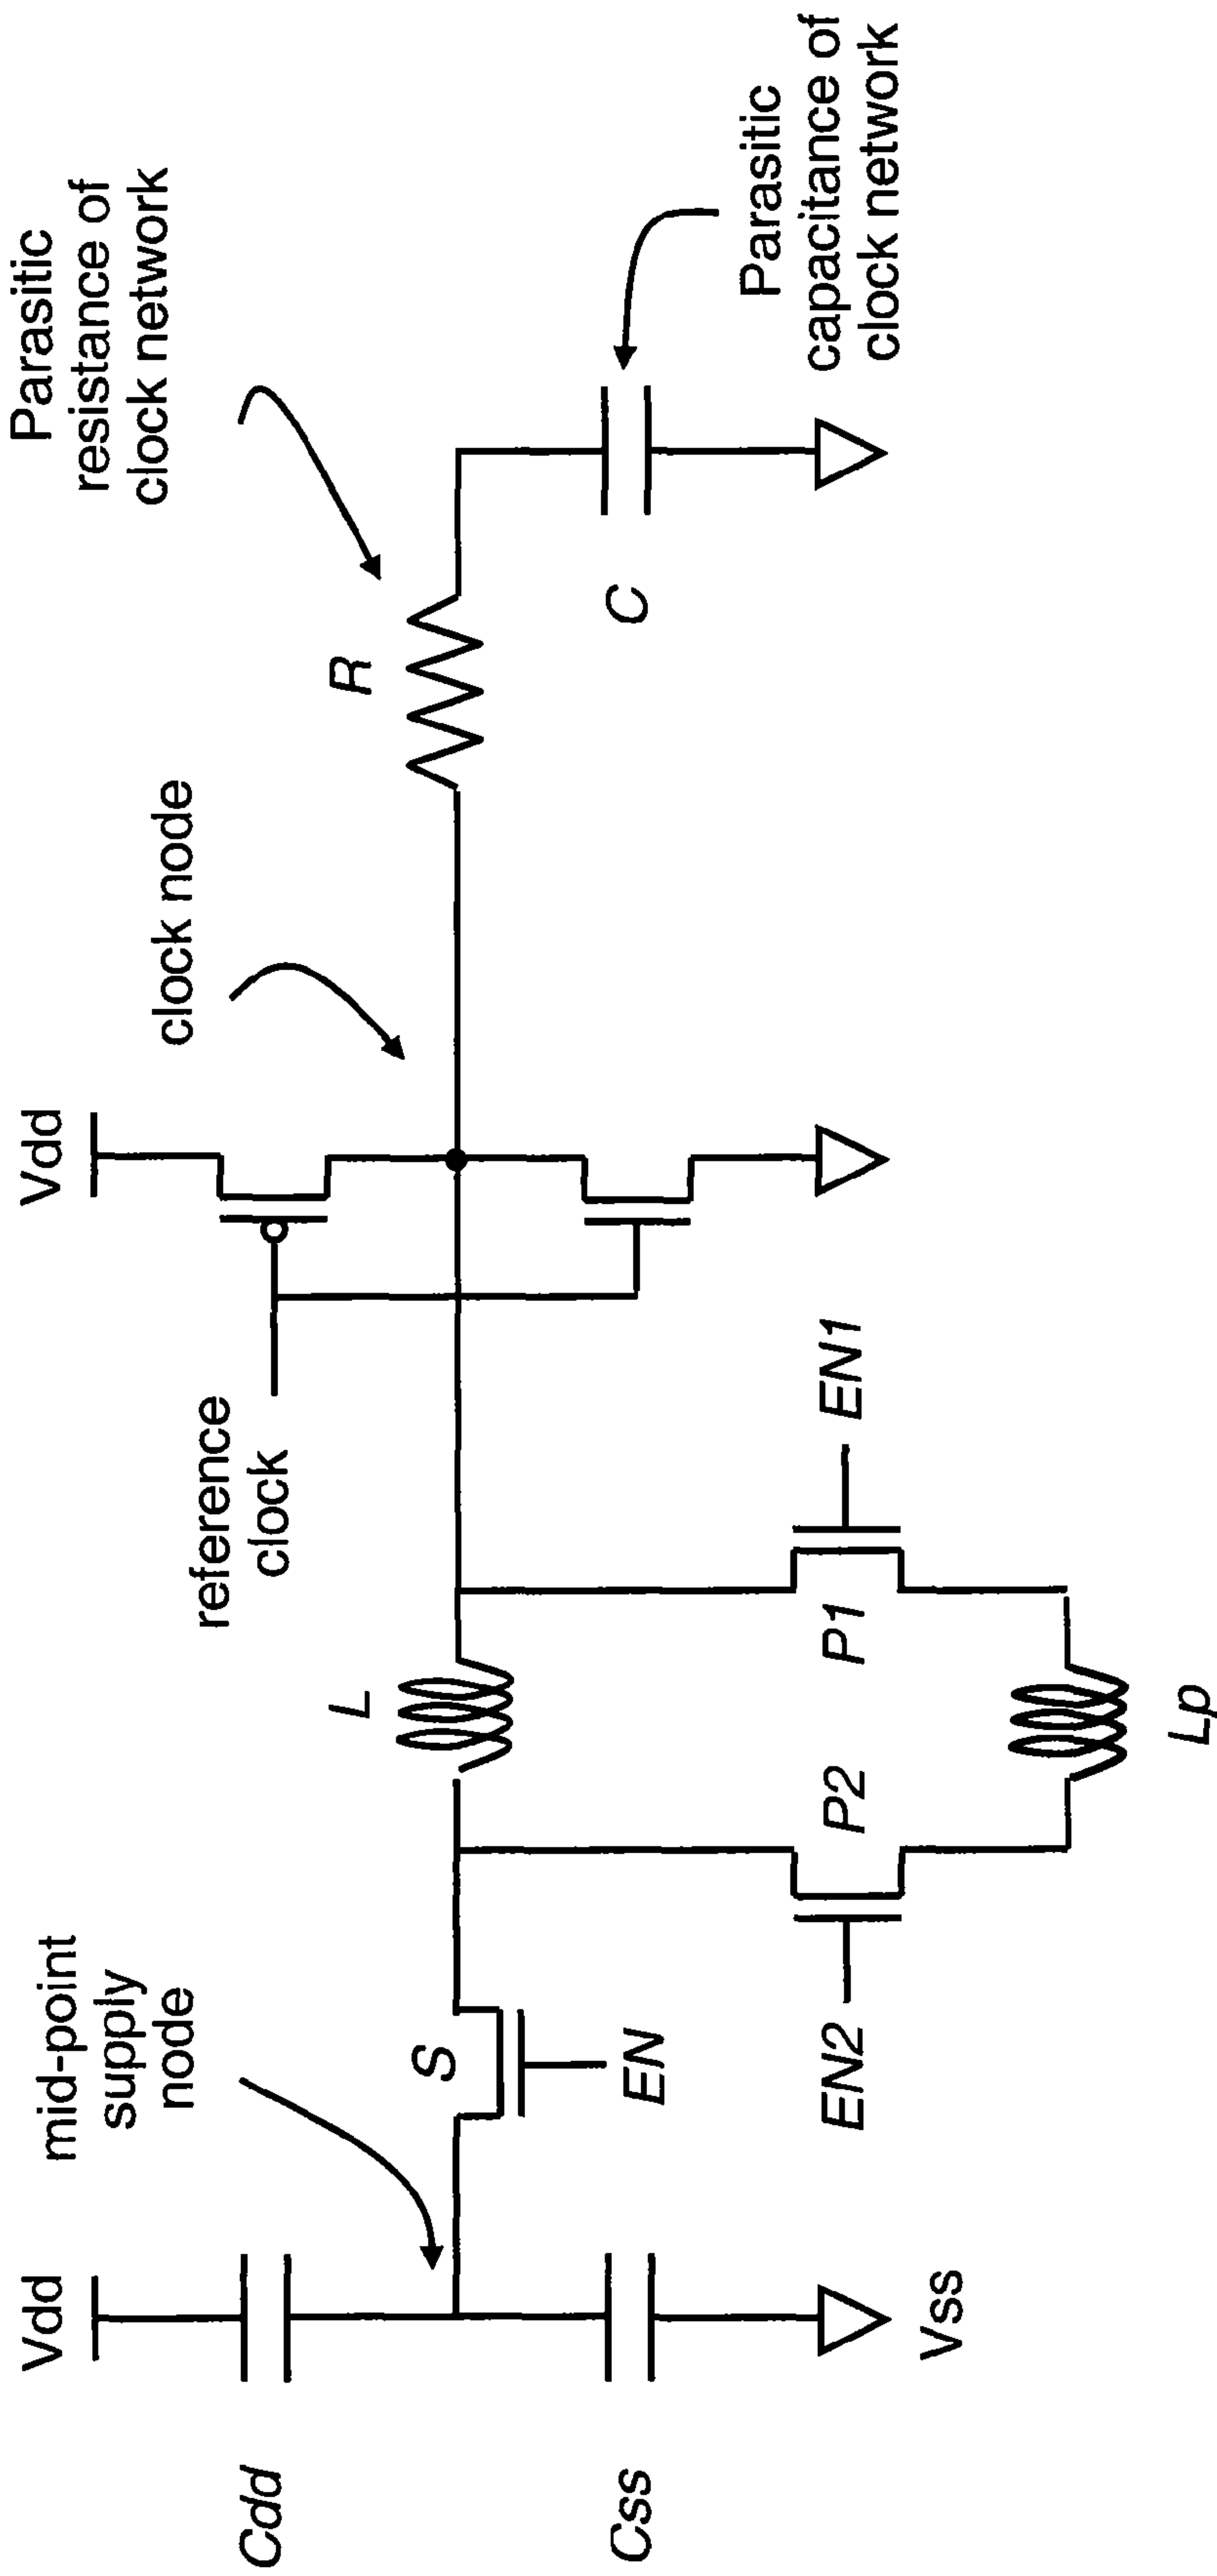 Parasitic
resistance of
clock network
clock node
Vdd
reference
clock
mid-point
supply
node
Vdd
Cdd
Css
Vss
S
EN
L
R
C
Parasitic
capacitance of
clock network
EN1
P1
P2
EN2
Lp